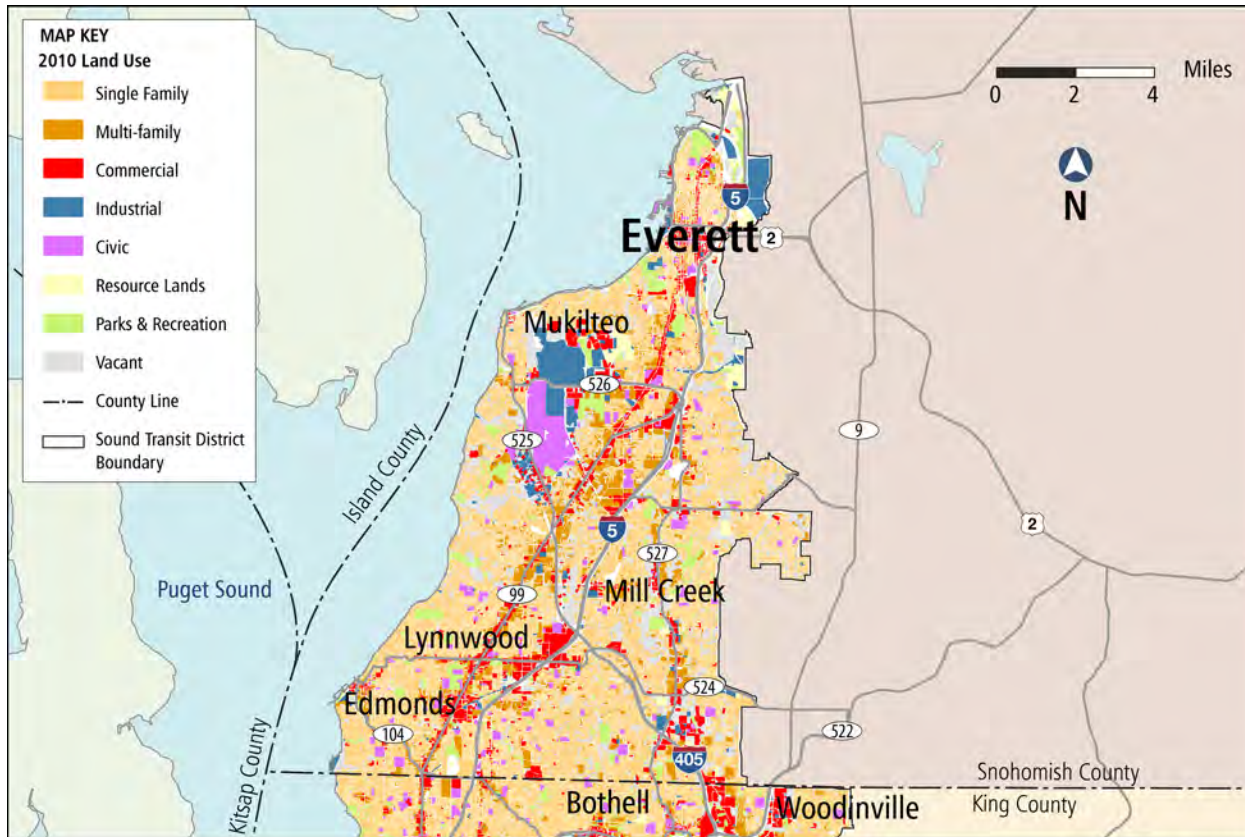 MAP KEY
2010 Land Use
Single Family
Multi-family
Commercial
Industrial
Civic
Resource Lands
Parks & Recreation
Vacant
County Line
Sound Transit District
Boundary
Miles
0 2 4
N
5
Everett
2
Mukilteo
526
525
9
Island County
2
5
527
Puget Sound
99
Mill Creek
Lynnwood
524
Edmonds
104
522
405
Kitsap County
Snohomish County
King County
Bothell
Woodinville